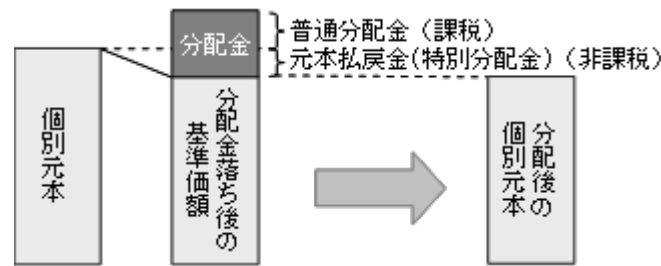 分配金
普通分配金（課税）
元本払戻金(特別分配金)（非課税）
個別元本
分配金落ち後の
基準価額
分配後の
個別元本